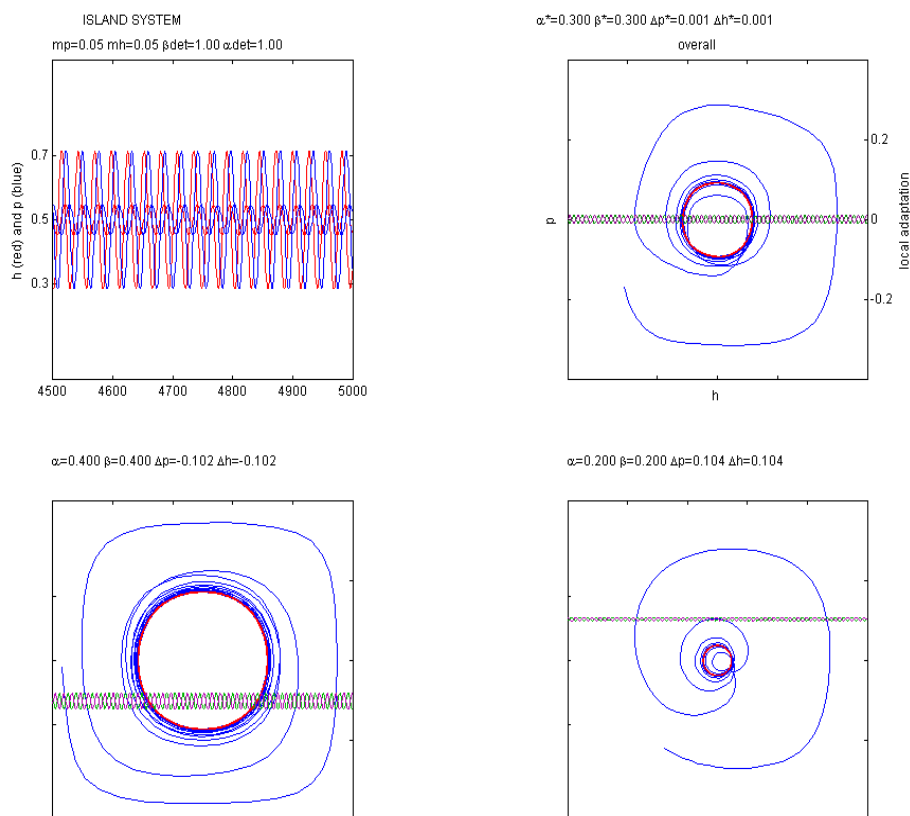 ISLAND SYSTEM
mp=0.05 mh=0.05 βdet=1.00 αdet=1.00
h (red) and p (blue)
0.7
0.5
0.3
4500 4600 4700 4800 4900 5000
α*=0.300 β*=0.300 Δp*=0.001 Δh*=0.001
overall
p
0.2
0
-0.2
local adaptation
h
α=0.400 β=0.400 Δp=-0.102 Δh=-0.102
α=0.200 β=0.200 Δp=0.104 Δh=0.104